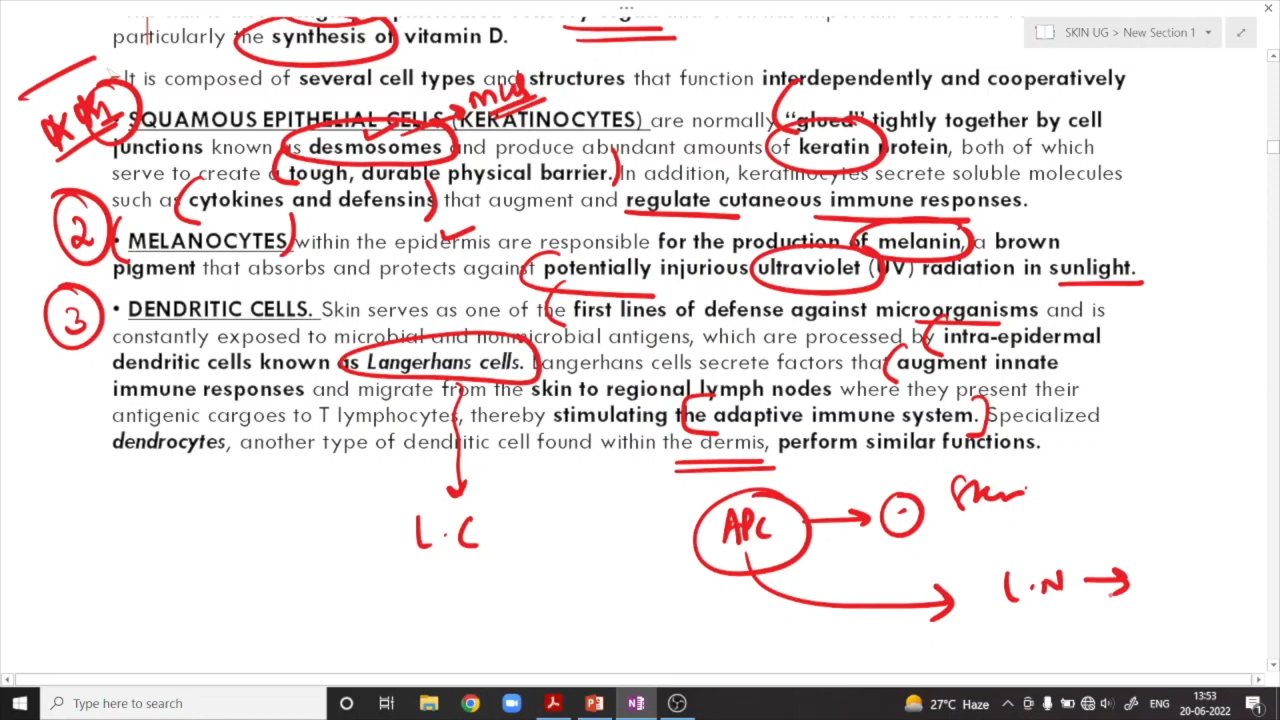 particularly the synthesis of vitamin D.
SKIN UG > New Section 1
It is composed of several cell types and structures that function interdependently and cooperatively
MCQ
1
• SQUAMOUS EPITHELIAL CELLS (KERATINOCYTES) are normally "glued" tightly together by cell
junctions known as desmosomes and produce abundant amounts of keratin protein, both of which
serve to create a tough, durable physical barrier. In addition, keratinocytes secrete soluble molecules
such as cytokines and defensins that augment and regulate cutaneous immune responses.
2
• MELANOCYTES within the epidermis are responsible for the production of melanin, a brown
pigment that absorbs and protects against potentially injurious ultraviolet (UV) radiation in sunlight.
3
• DENDRITIC CELLS. Skin serves as one of the first lines of defense against microorganisms and is
constantly exposed to microbial and nonmicrobial antigens, which are processed by intra-epidermal
dendritic cells known as Langerhans cells. Langerhans cells secrete factors that augment innate
immune responses and migrate from the skin to regional lymph nodes where they present their
antigenic cargoes to T lymphocytes, thereby stimulating the adaptive immune system. Specialized
dendrocytes, another type of dendritic cell found within the dermis, perform similar functions.
L.C
APC
Skin
L.N
Type here to search
27°C Haze
ENG
13:53
20-06-2022
1